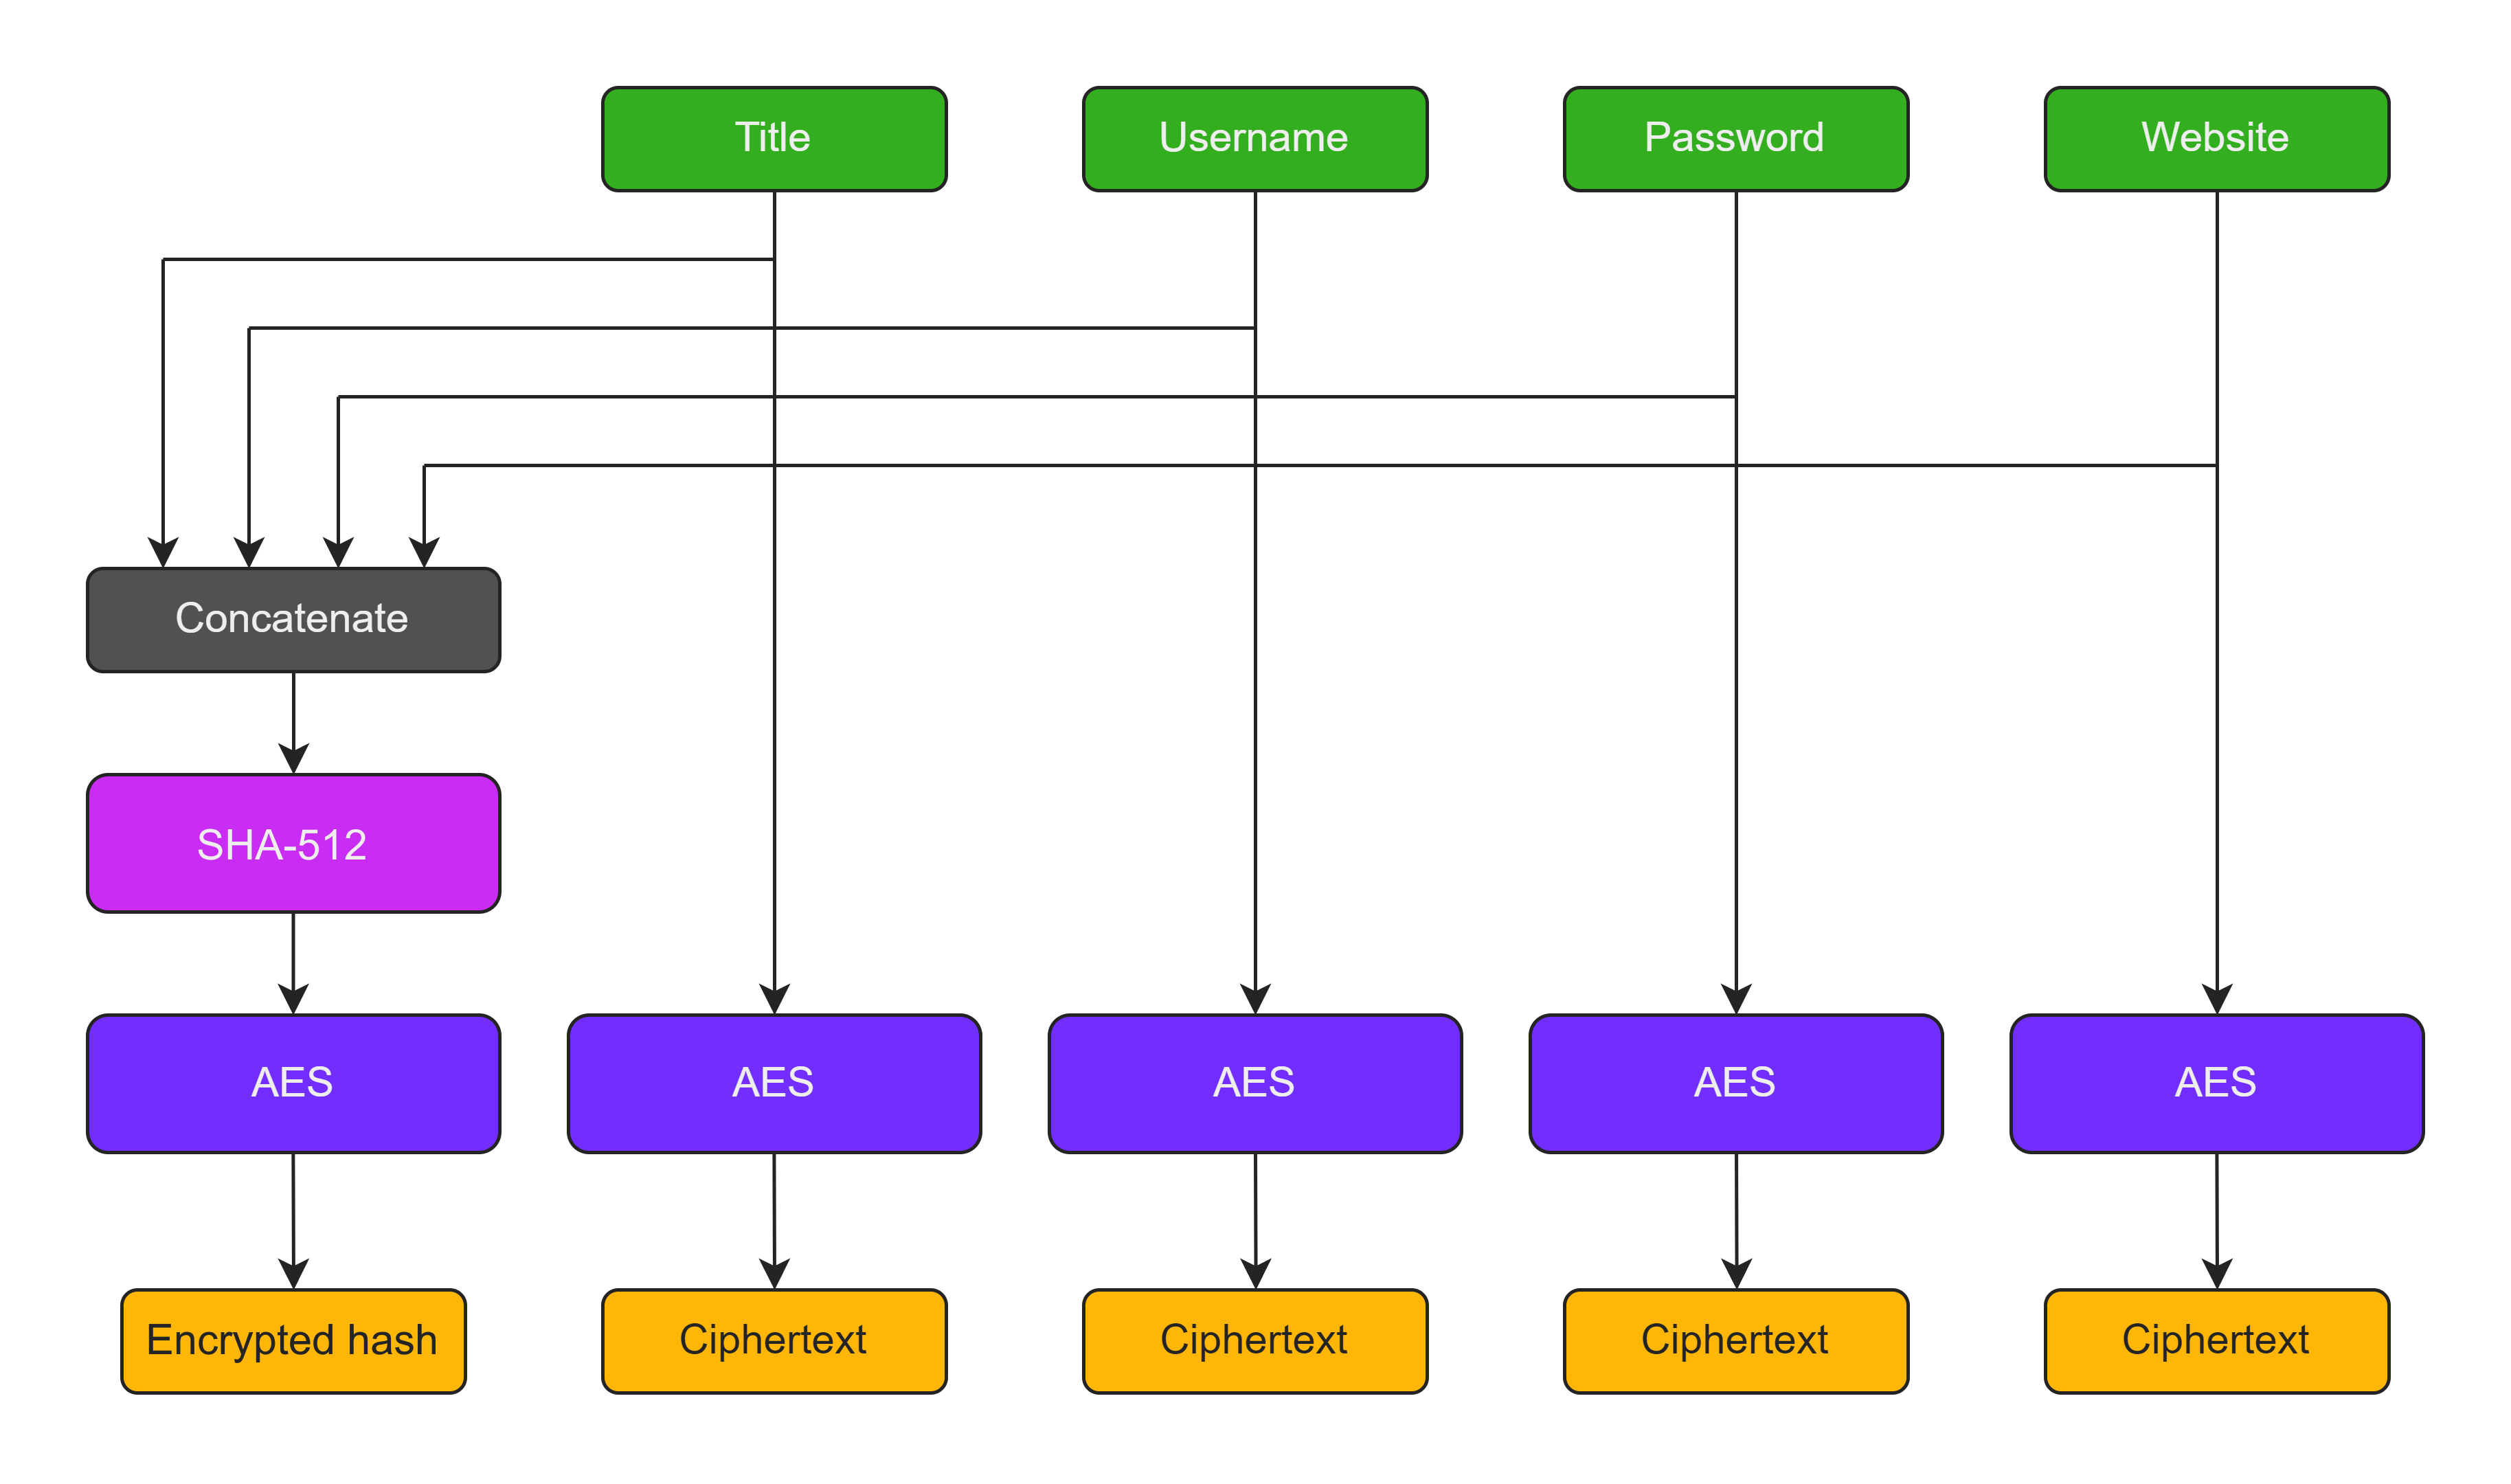 Title
Username
Password
Website
Concatenate
SHA-512
AES
AES
AES
AES
AES
Encrypted hash
Ciphertext
Ciphertext
Ciphertext
Ciphertext